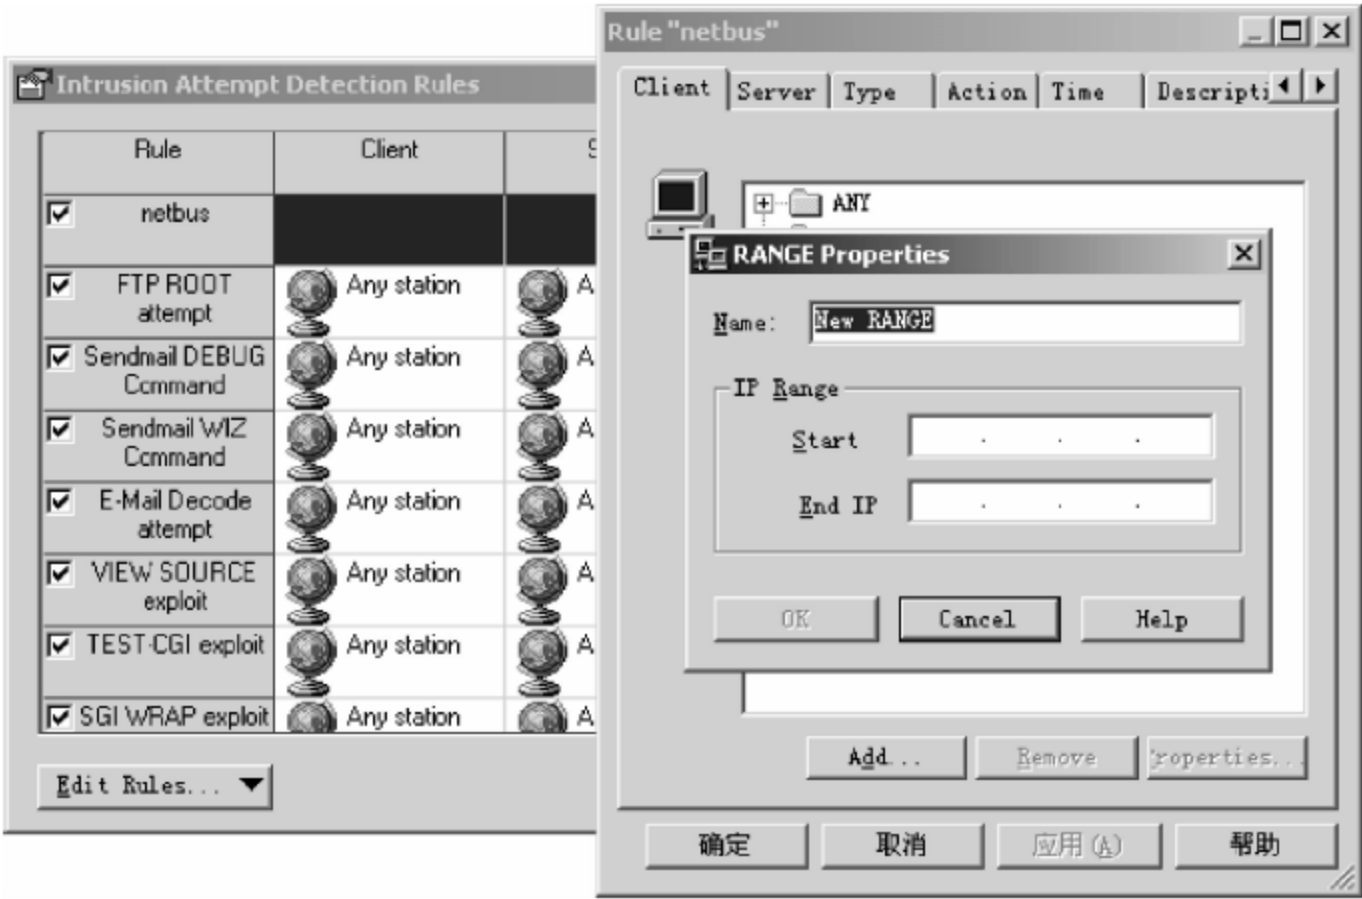 Intrusion Attempt Detection Rules
Rule Client
netbus
FTP ROOT Any station
attempt
Sendmail DEBUG Any station
Command
Sendmail WIZ Any station
Command
E-Mail Decode Any station
attempt
VIEW SOURCE Any station
exploit
TEST-CGI exploit Any station
SGI WRAP exploit Any station
Edit Rules...
Rule "netbus"
Client Server Type Action Time Descripti
ANY
RANGE Properties
Name: New RANGE
IP Range
Start . . .
End IP . . .
OK Cancel Help
Add... Remove roperties...
确定 取消 应用(A) 帮助